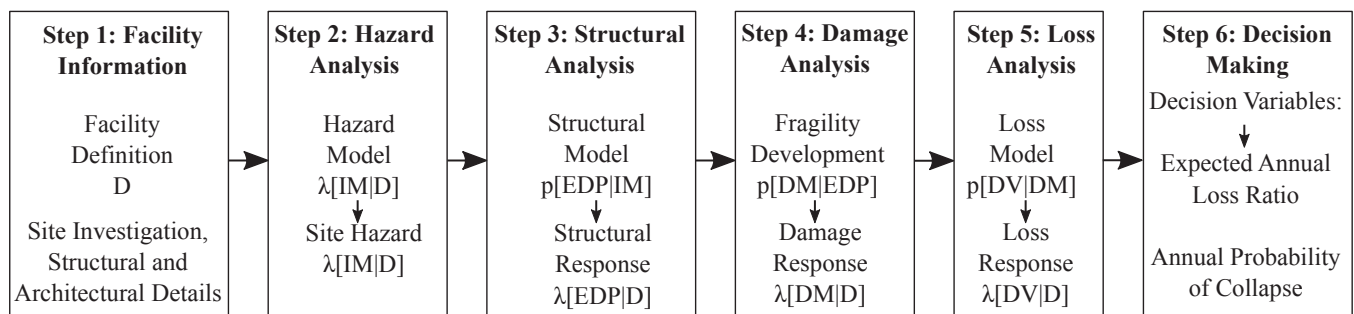 Step 1: Facility
Information
Facility
Definition
D
Site Investigation,
Structural and
Architectural Details
Step 2: Hazard
Analysis
Hazard
Model
λ[IM|D]
Site Hazard
λ[IM|D]
Step 3: Structural
Analysis
Structural
Model
p[EDP|IM]
Structural
Response
λ[EDP|D]
Step 4: Damage
Analysis
Fragility
Development
p[DM|EDP]
Damage
Response
λ[DM|D]
Step 5: Loss
Analysis
Loss
Model
p[DV|DM]
Loss
Response
λ[DV|D]
Step 6: Decision
Making
Decision Variables:
Expected Annual
Loss Ratio
Annual Probability
of Collapse